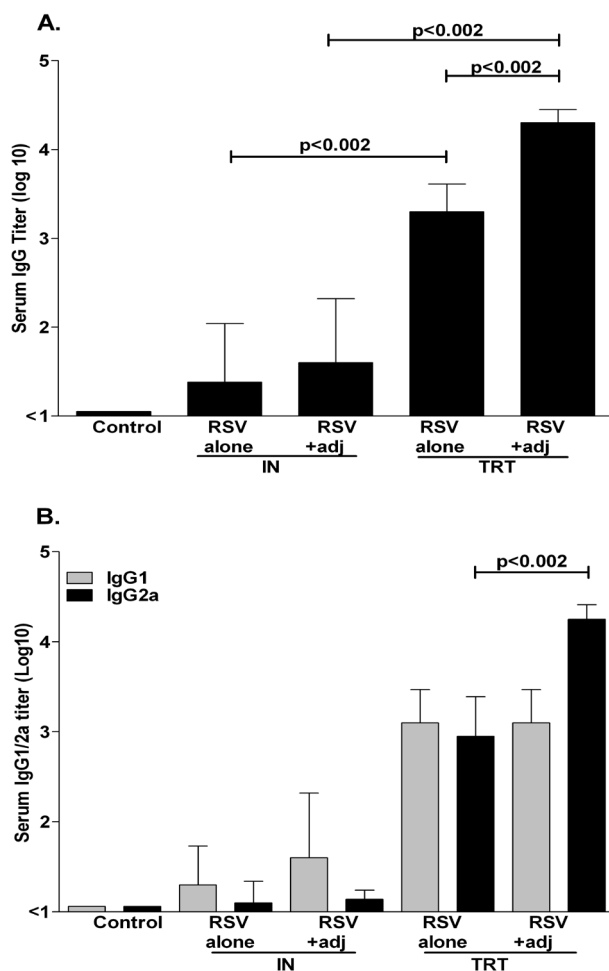 A.
p<0.002
p<0.002
p<0.002
Serum IgG Titer (log 10)
5
4
3
2
<1
Control RSV RSV RSV RSV
alone +adj alone +adj
IN TRT
B.
IgG1
IgG2a
p<0.002
Serum IgG1/2a titer (Log10)
5
4
3
2
<1
Control RSV RSV RSV RSV
alone +adj alone +adj
IN TRT